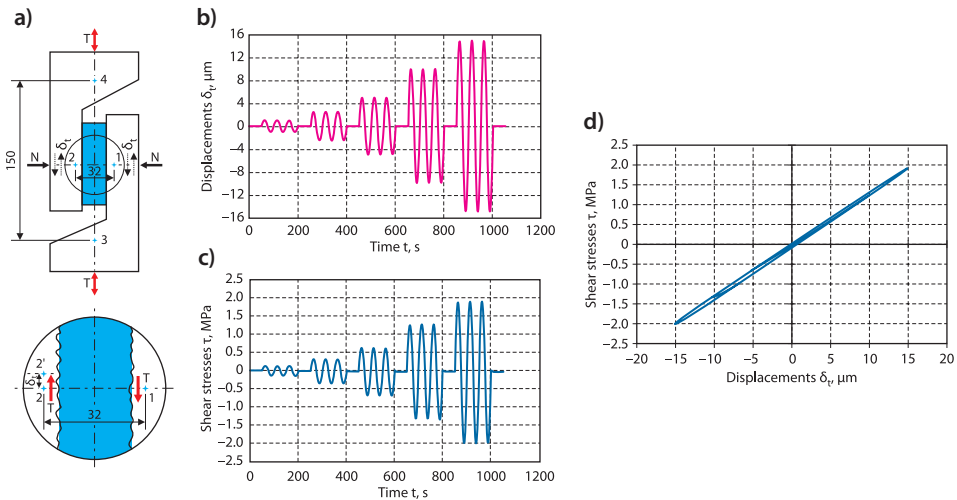 a)
T
4
150
δt
δt
N
2
1
N
32
3
T
2'
δt
2
T
T
1
32
b)
Displacements δt, μm
16
12
8
4
0
−4
−8
−12
−16
0 200 400 600 800 1000 1200
Time t, s
c)
Shear stresses τ, MPa
2.5
2.0
1.5
1.0
0.5
0
−0.5
−1.0
−1.5
2.0
2.5
0 200 400 600 800 1000 1200
Time t, s
d)
Shear stresses τ, MPa
2.5
2.0
1.5
1.0
0.5
0
−0.5
−1.0
−1.5
−2.0
−2.5
−20 −15 −10 −5 0 5 10 15 20
Displacements δt, μm